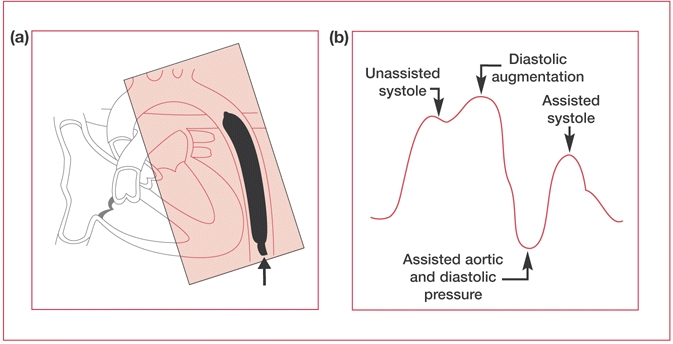 (a)
(b)
Diastolic
augmentation
Unassisted
systole
Assisted
systole
Assisted aortic
and diastolic
pressure